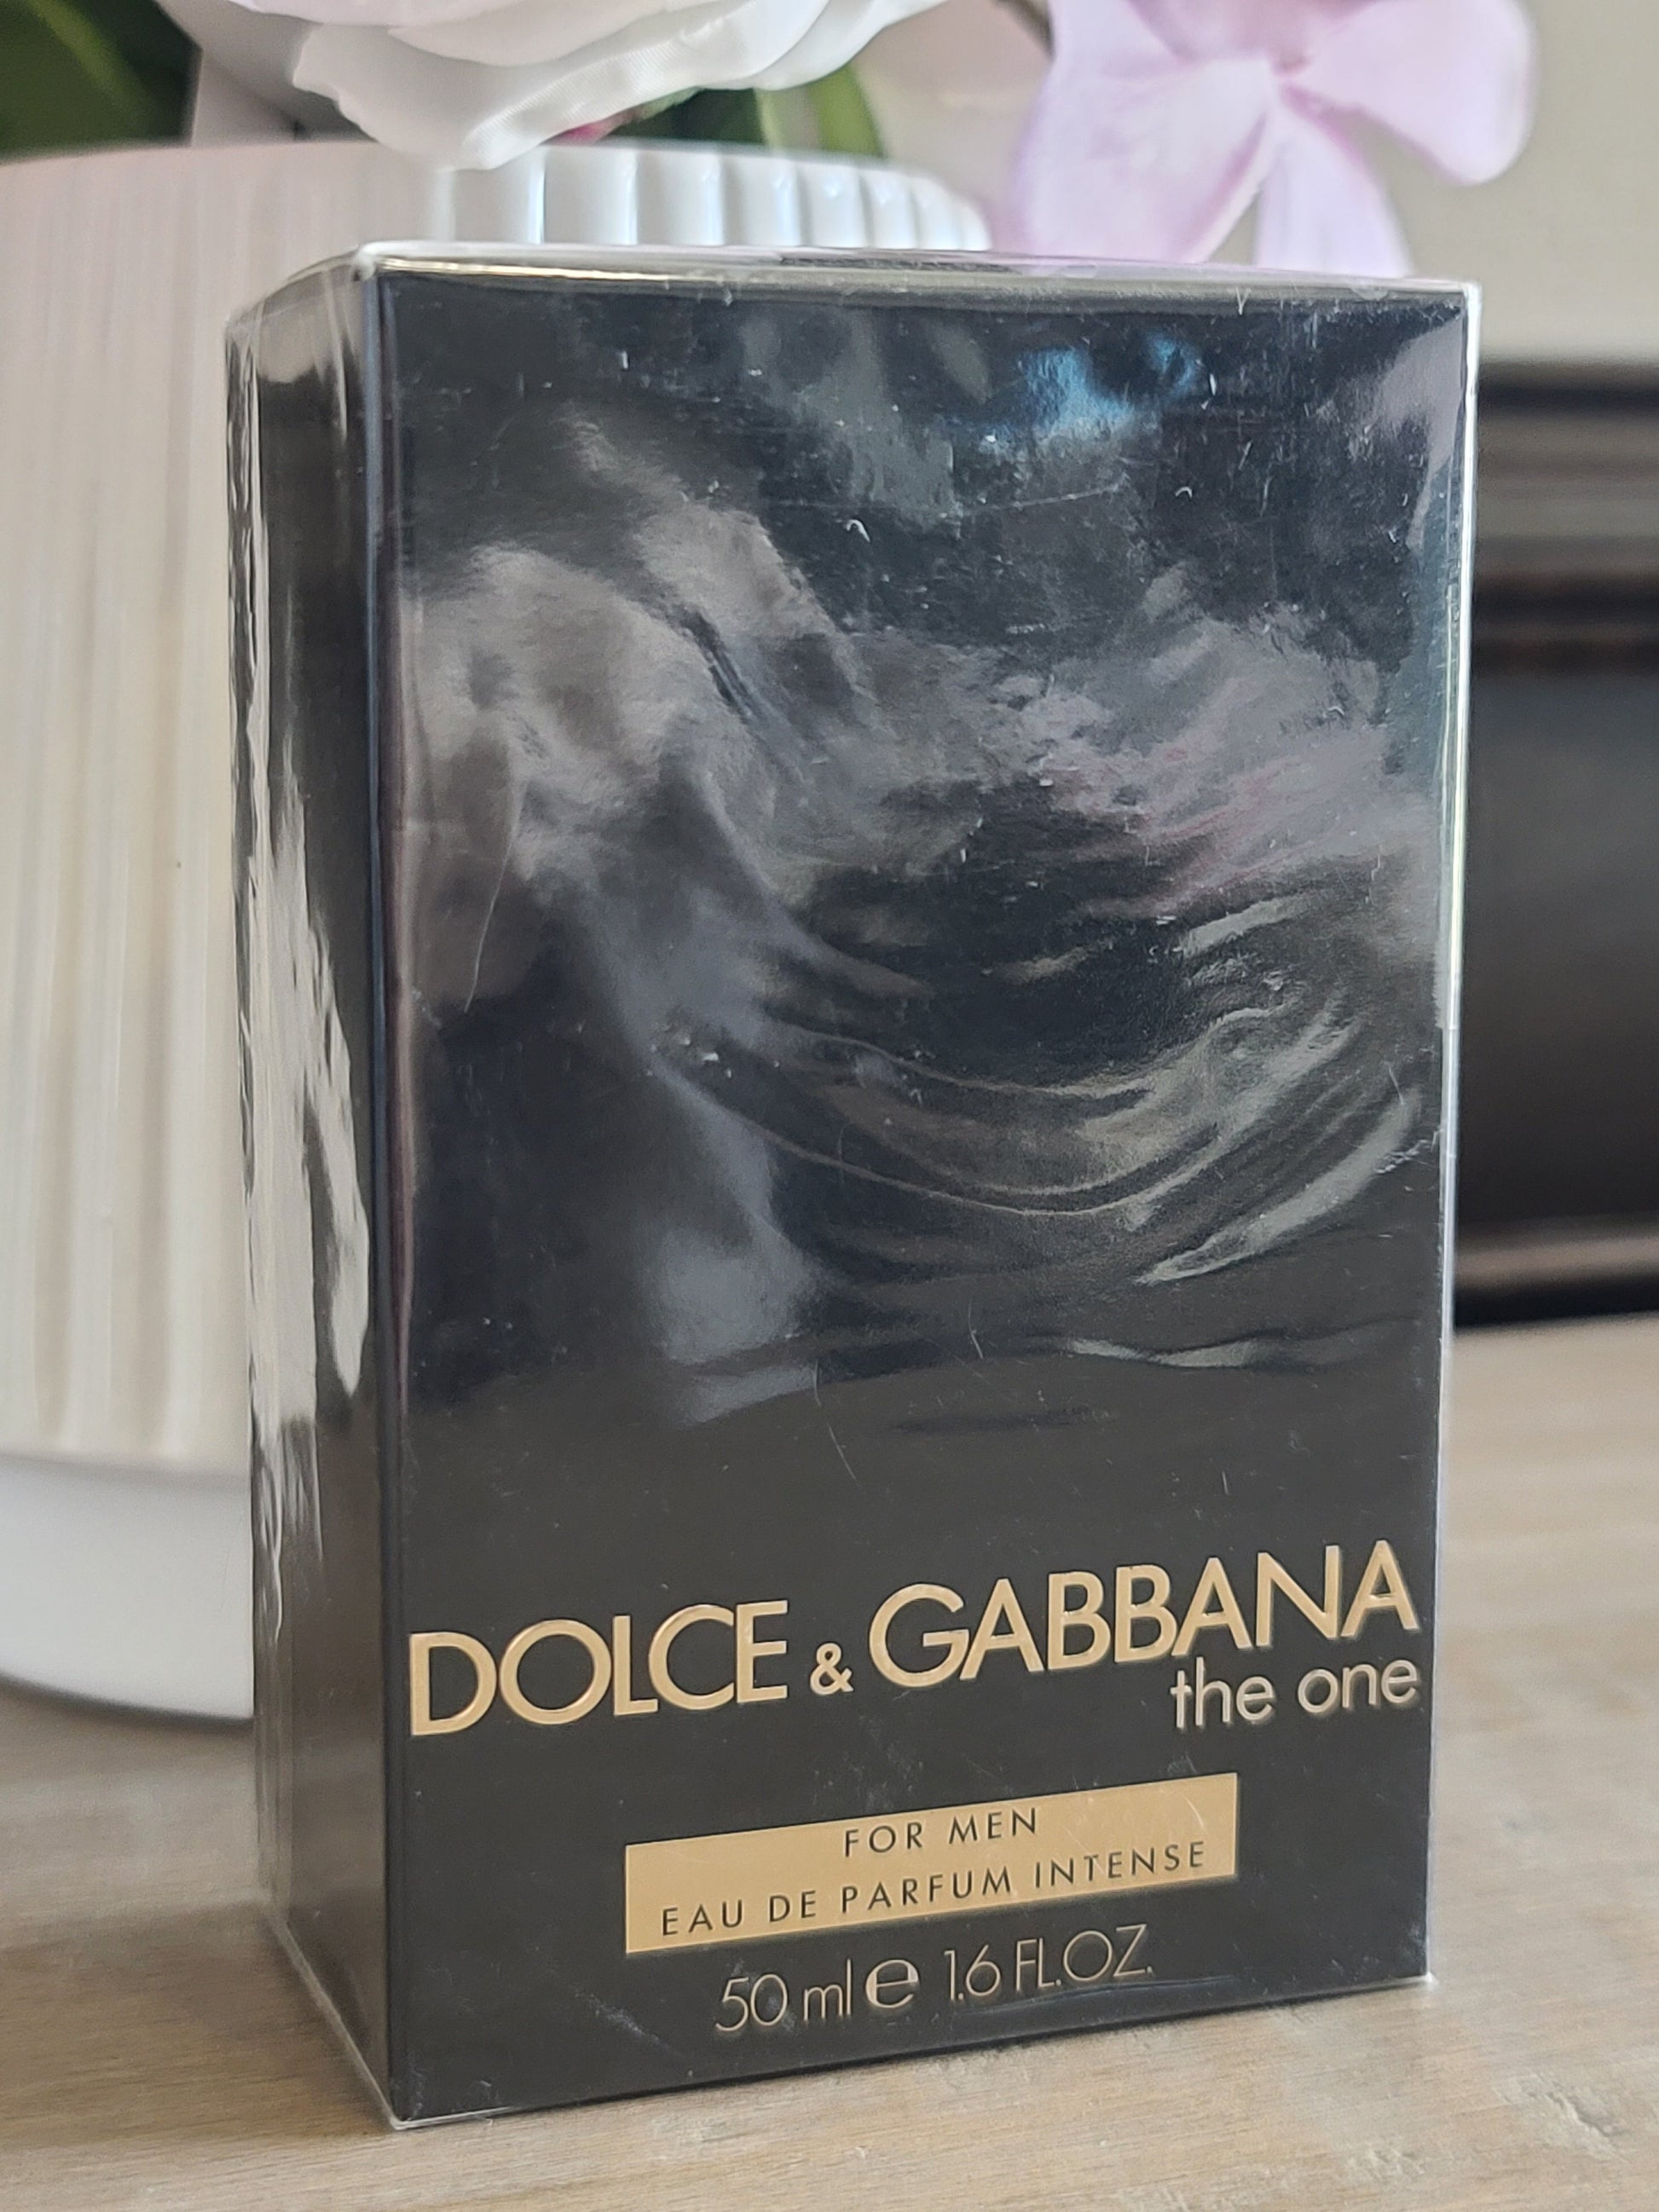 DOLCE & GABBANA
the one
FOR MEN
EAU DE PARFUM INTENSE
50 ml e 1.6 FL.OZ.